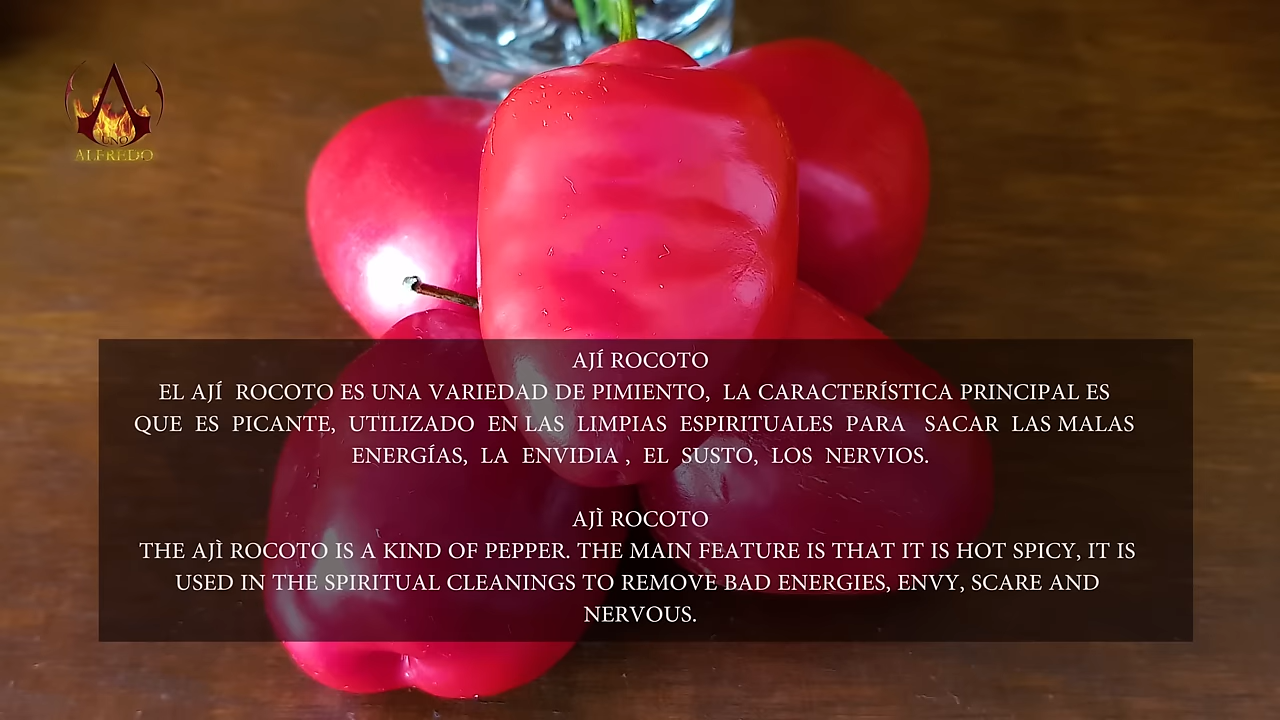 UNO
ALFREDO
AJÍ ROCOTO
EL AJÍ ROCOTO ES UNA VARIEDAD DE PIMIENTO, LA CARACTERÍSTICA PRINCIPAL ES
QUE ES PICANTE, UTILIZADO EN LAS LIMPIAS ESPIRITUALES PARA SACAR LAS MALAS
ENERGÍAS, LA ENVIDIA , EL SUSTO, LOS NERVIOS.
AJÌ ROCOTO
THE AJÌ ROCOTO IS A KIND OF PEPPER. THE MAIN FEATURE IS THAT IT IS HOT SPICY, IT IS
USED IN THE SPIRITUAL CLEANINGS TO REMOVE BAD ENERGIES, ENVY, SCARE AND
NERVOUS.